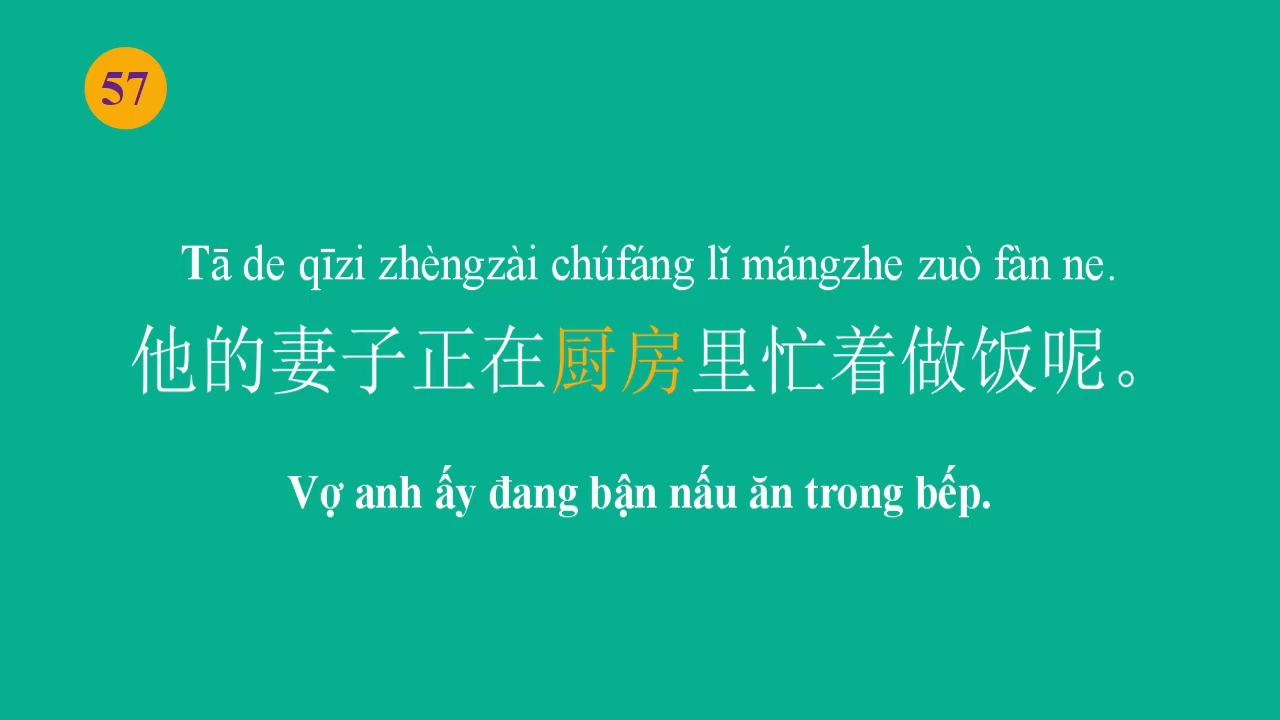 57
Tā de qīzi zhèngzài chúfáng lǐ mángzhe zuò fàn ne.
他的妻子正在厨房里忙着做饭呢。
Vợ anh ấy đang bận nấu ăn trong bếp.